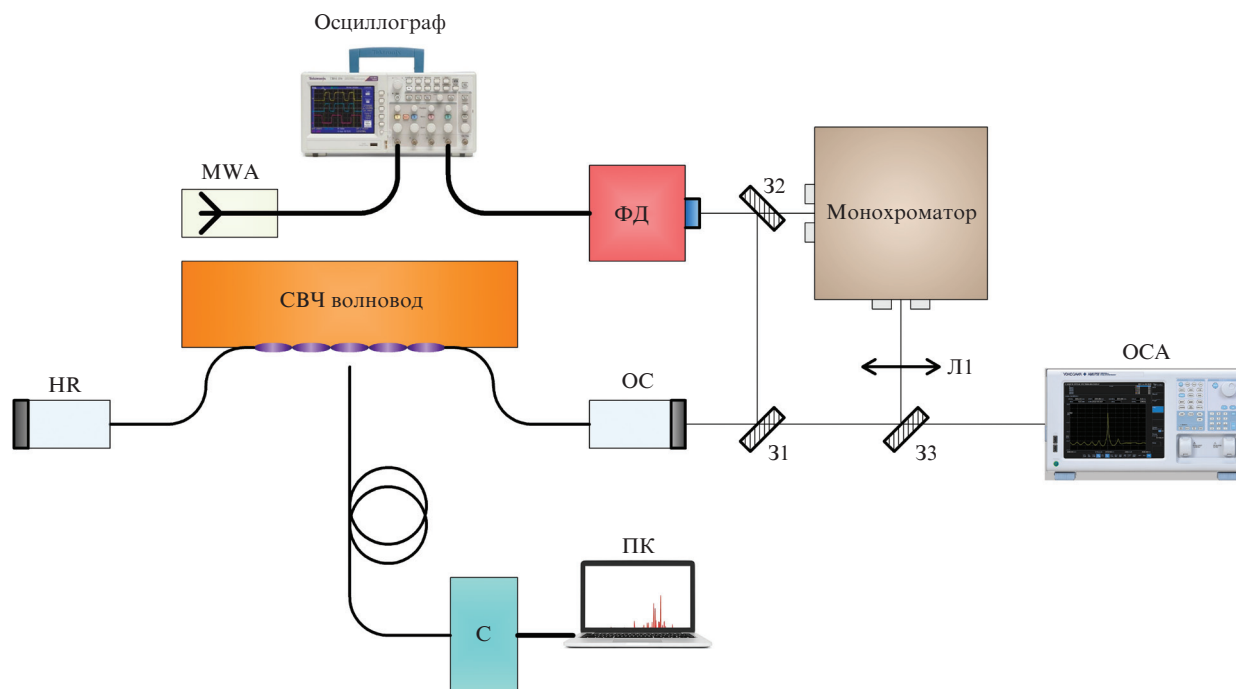 Осциллограф
MWA
ФД
З2
Монохроматор
СВЧ волновод
Л1
ОСА
HR
ОС
З1
З3
ПК
С